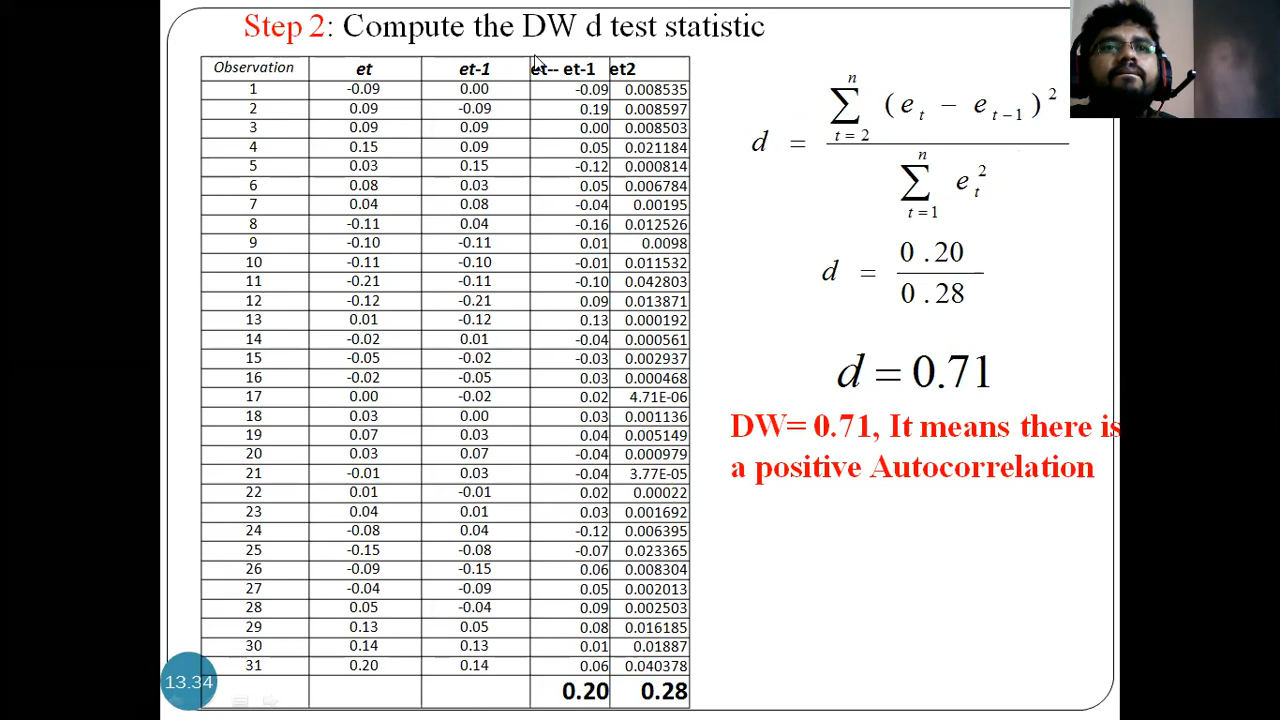 Step 2: Compute the DW d test statistic
Observation et et-1 et-- et-1 et2
1 -0.09 0.00 -0.09 0.008535
2 0.09 -0.09 0.19 0.008597
3 0.09 0.09 0.00 0.008503
4 0.15 0.09 0.05 0.021184
5 0.03 0.15 -0.12 0.000814
6 0.08 0.03 0.05 0.006784
7 0.04 0.08 -0.04 0.00195
8 -0.11 0.04 -0.16 0.012526
9 -0.10 -0.11 0.01 0.0098
10 -0.11 -0.10 -0.01 0.011532
11 -0.21 -0.11 -0.10 0.042803
12 -0.12 -0.21 0.09 0.013871
13 0.01 -0.12 0.13 0.000192
14 -0.02 0.01 -0.04 0.000561
15 -0.05 -0.02 -0.03 0.002937
16 -0.02 -0.05 0.03 0.000468
17 0.00 -0.02 0.02 4.71E-06
18 0.03 0.00 0.03 0.001136
19 0.07 0.03 0.04 0.005149
20 0.03 0.07 -0.04 0.000979
21 -0.01 0.03 -0.04 3.77E-05
22 0.01 -0.01 0.02 0.00022
23 0.04 0.01 0.03 0.001692
24 -0.08 0.04 -0.12 0.006395
25 -0.15 -0.08 -0.07 0.023365
26 -0.09 -0.15 0.06 0.008304
27 -0.04 -0.09 0.05 0.002013
28 0.05 -0.04 0.09 0.002503
29 0.13 0.05 0.08 0.016185
30 0.14 0.13 0.01 0.01887
31 0.20 0.14 0.06 0.040378
0.20 0.28
13.34
n
∑ (e t − e t−1) 2
t=2
d =
n
∑ e t 2
t=1
0.20
d =
0.28
d = 0.71
DW= 0.71, It means there is
a positive Autocorrelation